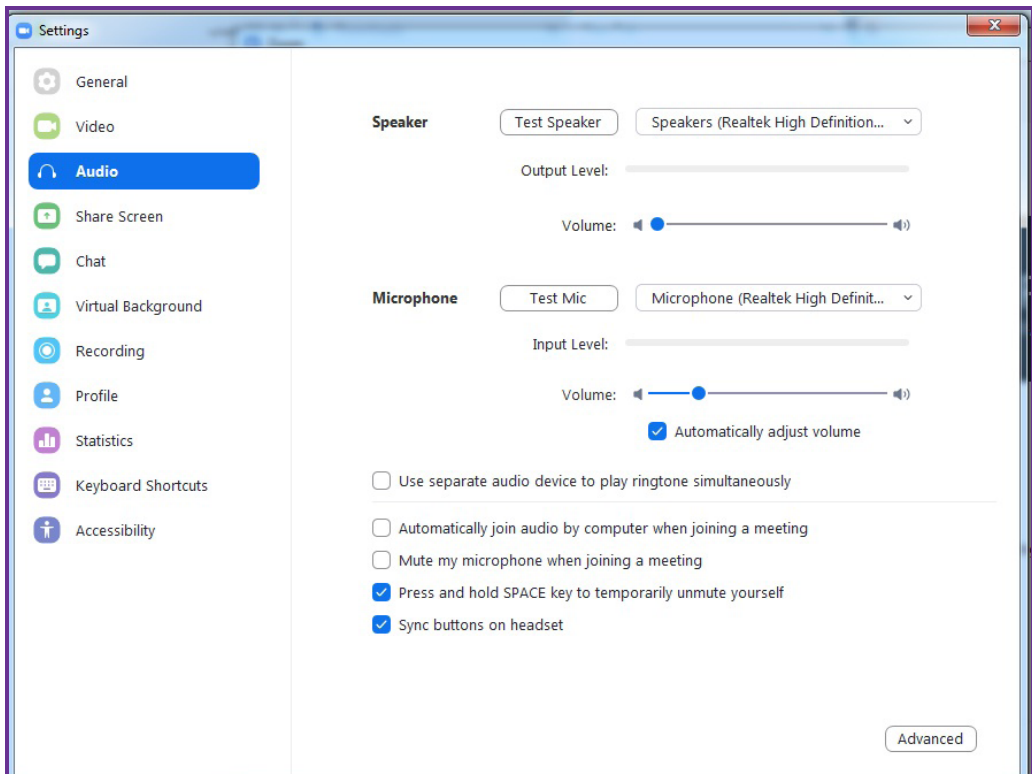 Settings
General
Video
Audio
Share Screen
Chat
Virtual Background
Recording
Profile
Statistics
Keyboard Shortcuts
Accessibility
Speaker Test Speaker Speakers (Realtek High Definition...
Output Level:
Volume:
Microphone Test Mic Microphone (Realtek High Definit...
Input Level:
Volume:
Automatically adjust volume
Use separate audio device to play ringtone simultaneously
Automatically join audio by computer when joining a meeting
Mute my microphone when joining a meeting
Press and hold SPACE key to temporarily unmute yourself
Sync buttons on headset
Advanced